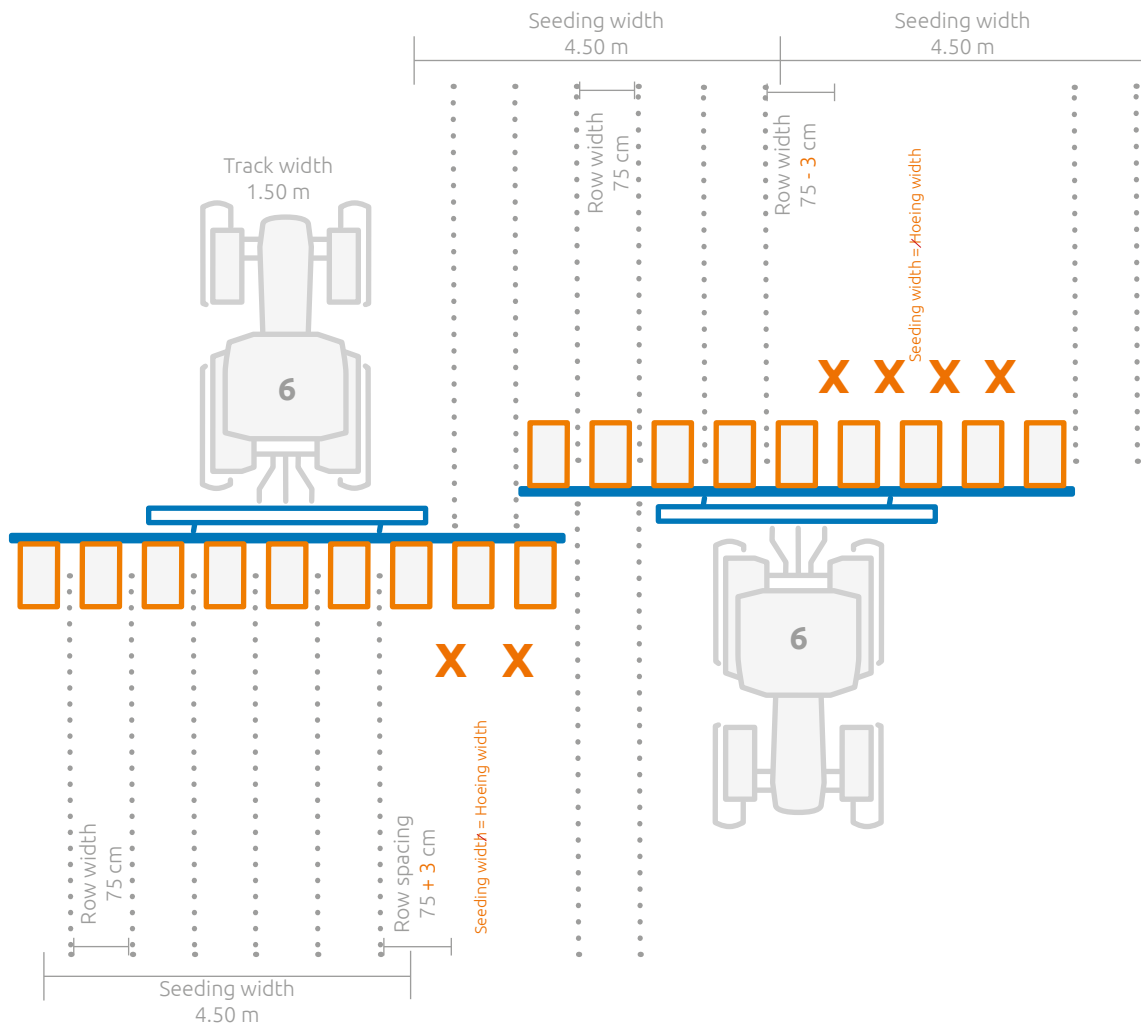 Seeding width
4.50 m
Seeding width
4.50 m
Row width
75 cm
Row width
75 - 3 cm
Track width
1.50 m
Seeding width = Hoeing width
6
X X X X
6
X X
Seeding width = Hoeing width
Row width
75 cm
Row spacing
75 + 3 cm
Seeding width
4.50 m